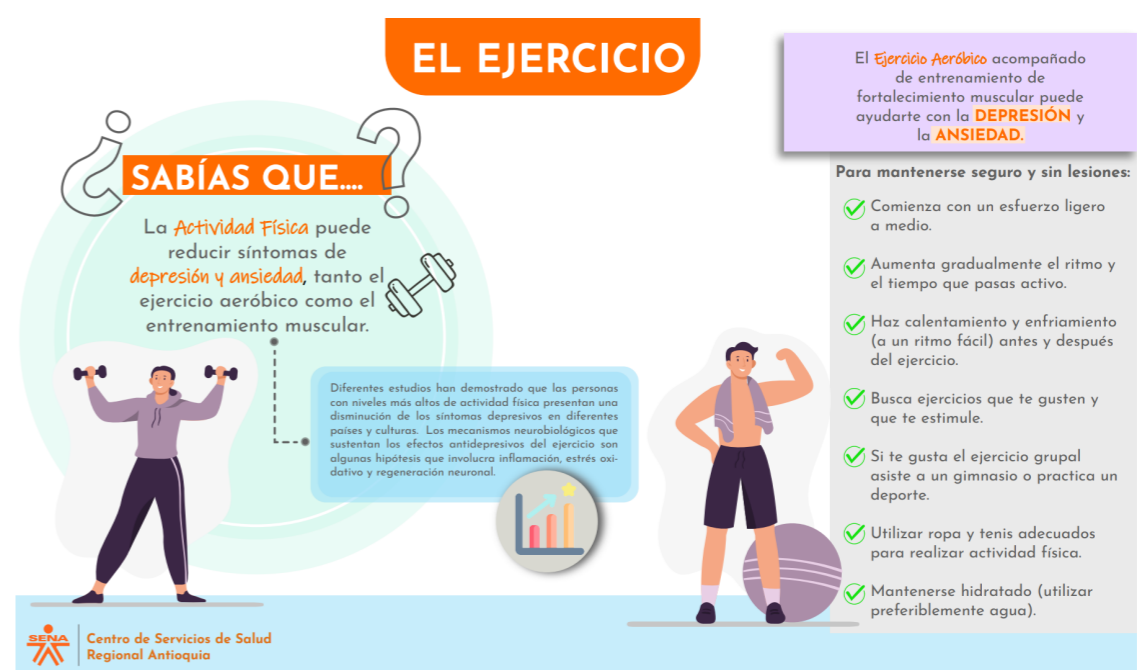 EL EJERCICIO
SABÍAS QUE....
La Actividad Física puede
reducir síntomas de
depresión y ansiedad, tanto el
ejercicio aeróbico como el
entrenamiento muscular.
Diferentes estudios han demostrado que las personas
con niveles más altos de actividad física presentan una
disminución de los síntomas depresivos en diferentes
países y culturas. Los mecanismos neurobiológicos que
sustentan los efectos antidepresivos del ejercicio son
algunas hipótesis que involucra inflamación, estrés oxi-
dativo y regeneración neuronal.
El Ejercicio Aeróbico acompañado
de entrenamiento de
fortalecimiento muscular puede
ayudarte con la DEPRESIÓN y
la ANSIEDAD.
Para mantenerse seguro y sin lesiones:
Comienza con un esfuerzo ligero
a medio.
Aumenta gradualmente el ritmo y
el tiempo que pasas activo.
Haz calentamiento y enfriamiento
(a un ritmo fácil) antes y después
del ejercicio.
Busca ejercicios que te gusten y
que te estimule.
Si te gusta el ejercicio grupal
asiste a un gimnasio o practica un
deporte.
Utilizar ropa y tenis adecuados
para realizar actividad física.
Mantenerse hidratado (utilizar
preferiblemente agua).
SENA
Centro de Servicios de Salud
Regional Antioquia